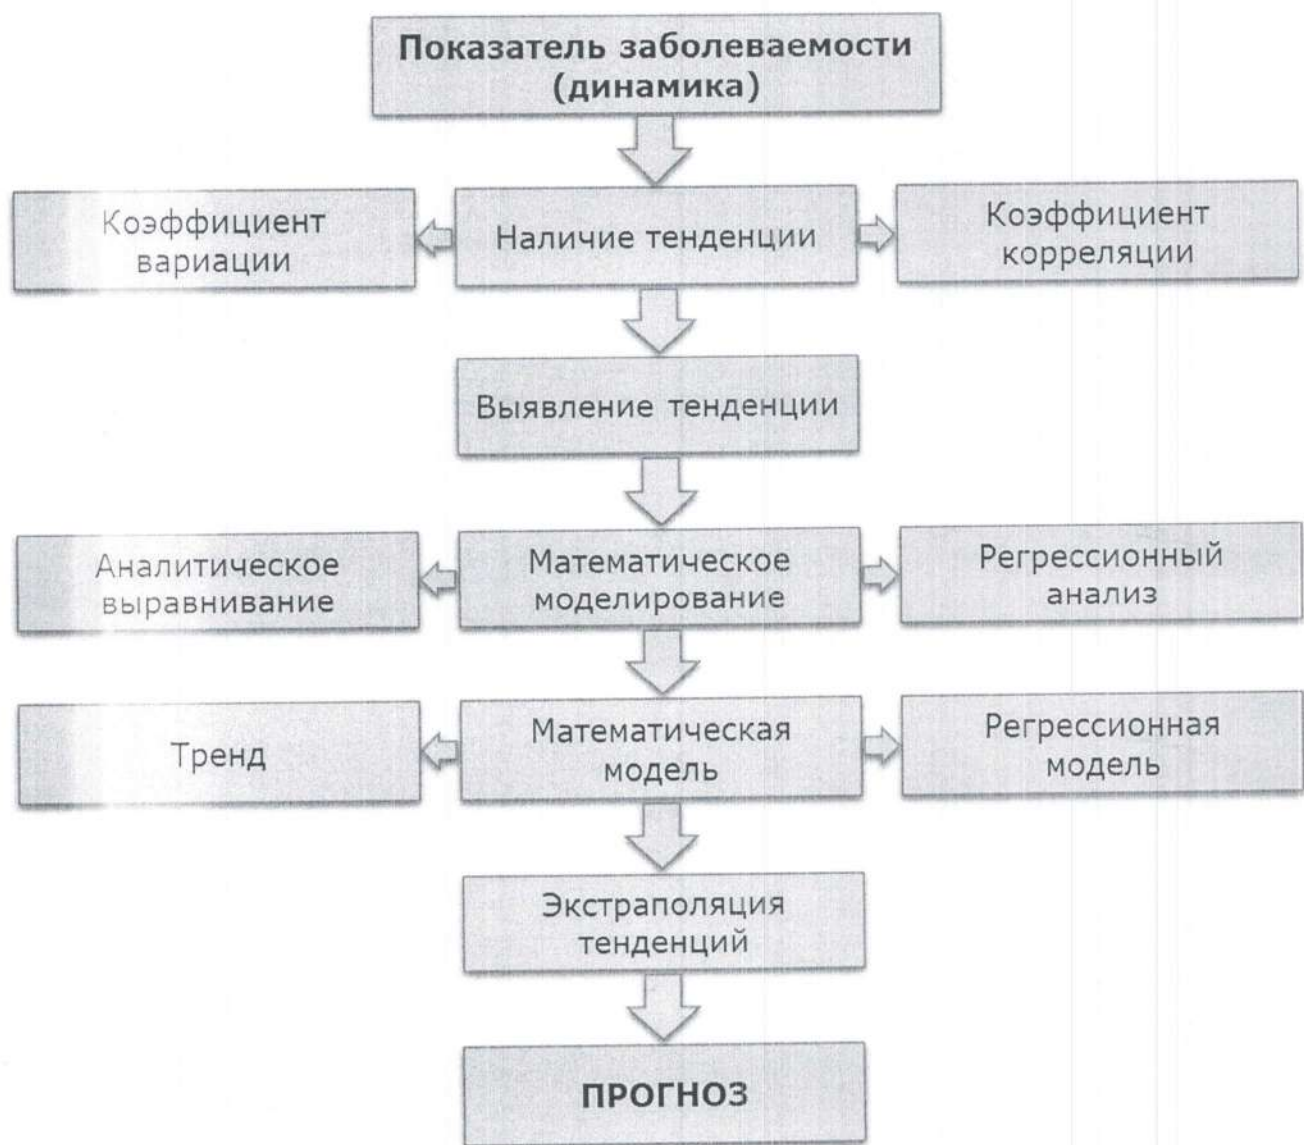 Показатель заболеваемости
(динамика)
Коэффициент
вариации
Наличие тенденции
Коэффициент
корреляции
Выявление тенденции
Аналитическое
выравнивание
Математическое
моделирование
Регрессионный
анализ
Тренд
Математическая
модель
Регрессионная
модель
Экстраполяция
тенденций
ПРОГНОЗ